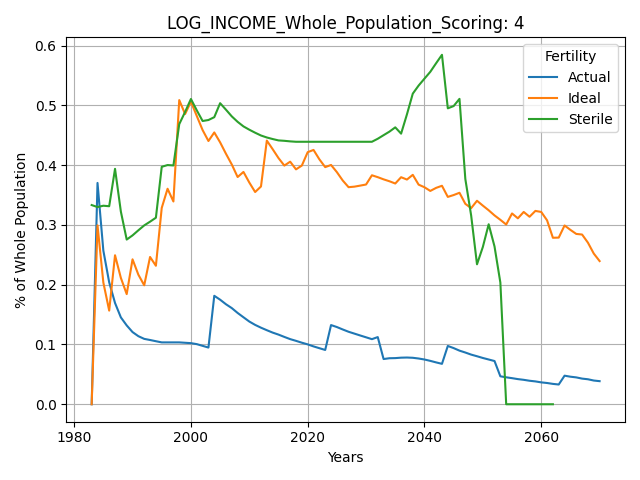 LOG_INCOME_Whole_Population_Scoring: 4
Fertility
Actual
Ideal
Sterile
% of Whole Population
0.6
0.5
0.4
0.3
0.2
0.1
0.0
1980 2000 2020 2040 2060
Years